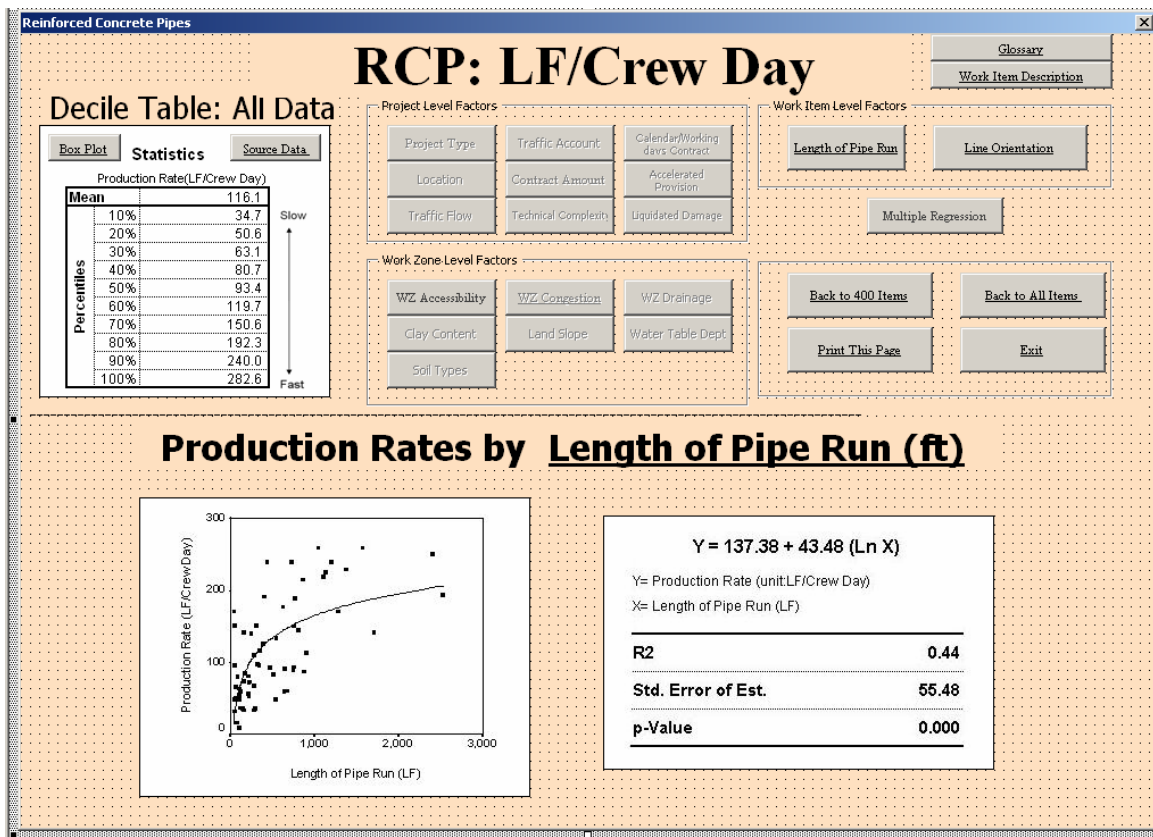 Reinforced Concrete Pipes
RCP: LF/Crew Day
Glossary
Work Item Description
Decile Table: All Data
Box Plot
Statistics
Source Data
Production Rate(LF/Crew Day)
Mean 116.1
Percentiles
10% 34.7
20% 50.6
30% 63.1
40% 80.7
50% 93.4
60% 119.7
70% 150.6
80% 192.3
90% 240.0
100% 282.6
Slow
Fast
Project Level Factors
Project Type
Traffic Account
Calendar/Working
days Contract
Location
Contract Amount
Accelerated
Provision
Traffic Flow
Technical Complexity
Liquidated Damage
Work Item Level Factors
Length of Pipe Run
Line Orientation
Multiple Regression
Work Zone Level Factors
WZ Accessibility
WZ Congestion
WZ Drainage
Clay Content
Land Slope
Water Table Dept
Soil Types
Back to 400 Items
Back to All Items
Print This Page
Exit
Production Rates by Length of Pipe Run (ft)
300
200
100
0
Production Rate (LF/CrewDay)
0 1,000 2,000 3,000
Length of Pipe Run (LF)
Y = 137.38 + 43.48 (Ln X)
Y= Production Rate (unit:LF/Crew Day)
X= Length of Pipe Run (LF)
R2 0.44
Std. Error of Est. 55.48
p-Value 0.000